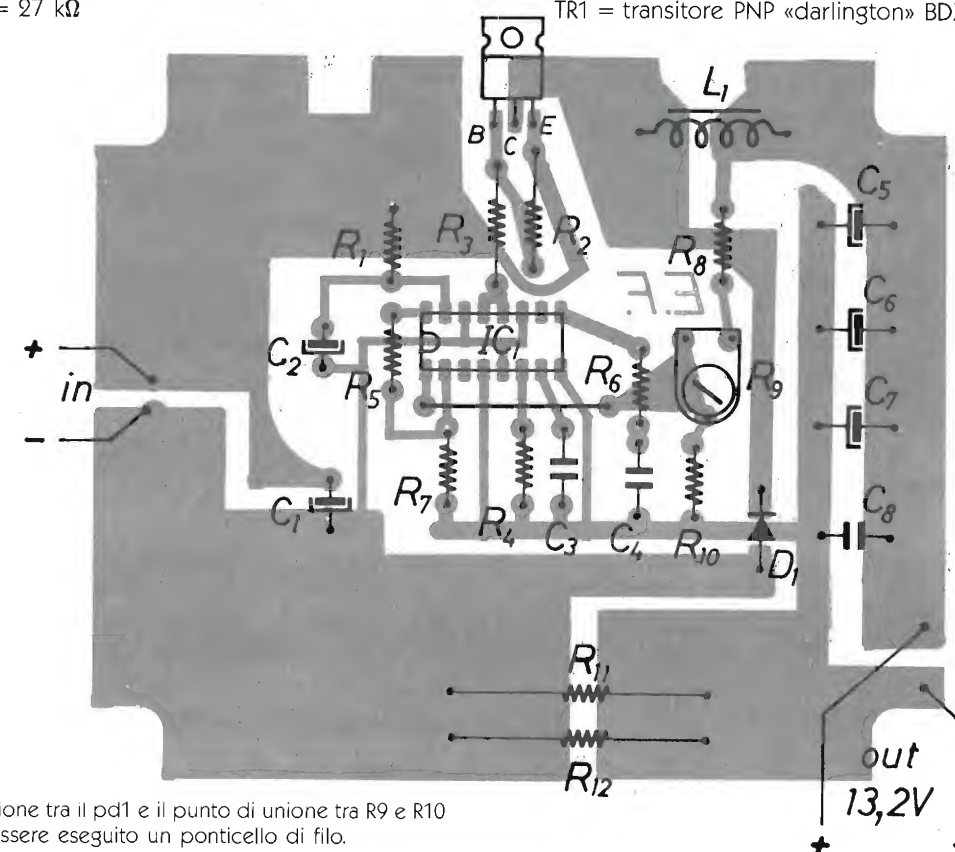 = 27 kΩ
TR1 = transitore PNP «darlington» BDX
L1
B
C
E
C5
R1
R3
R2
R8
C6
F.E.
+
in
−
C2
IC1
R5
R6
R9
C7
R7
R4
C3
C4
R10
C1
C8
D1
R11
R12
out
13,2V
+
ione tra il pd1 e il punto di unione tra R9 e R10
essere eseguito un ponticello di filo.